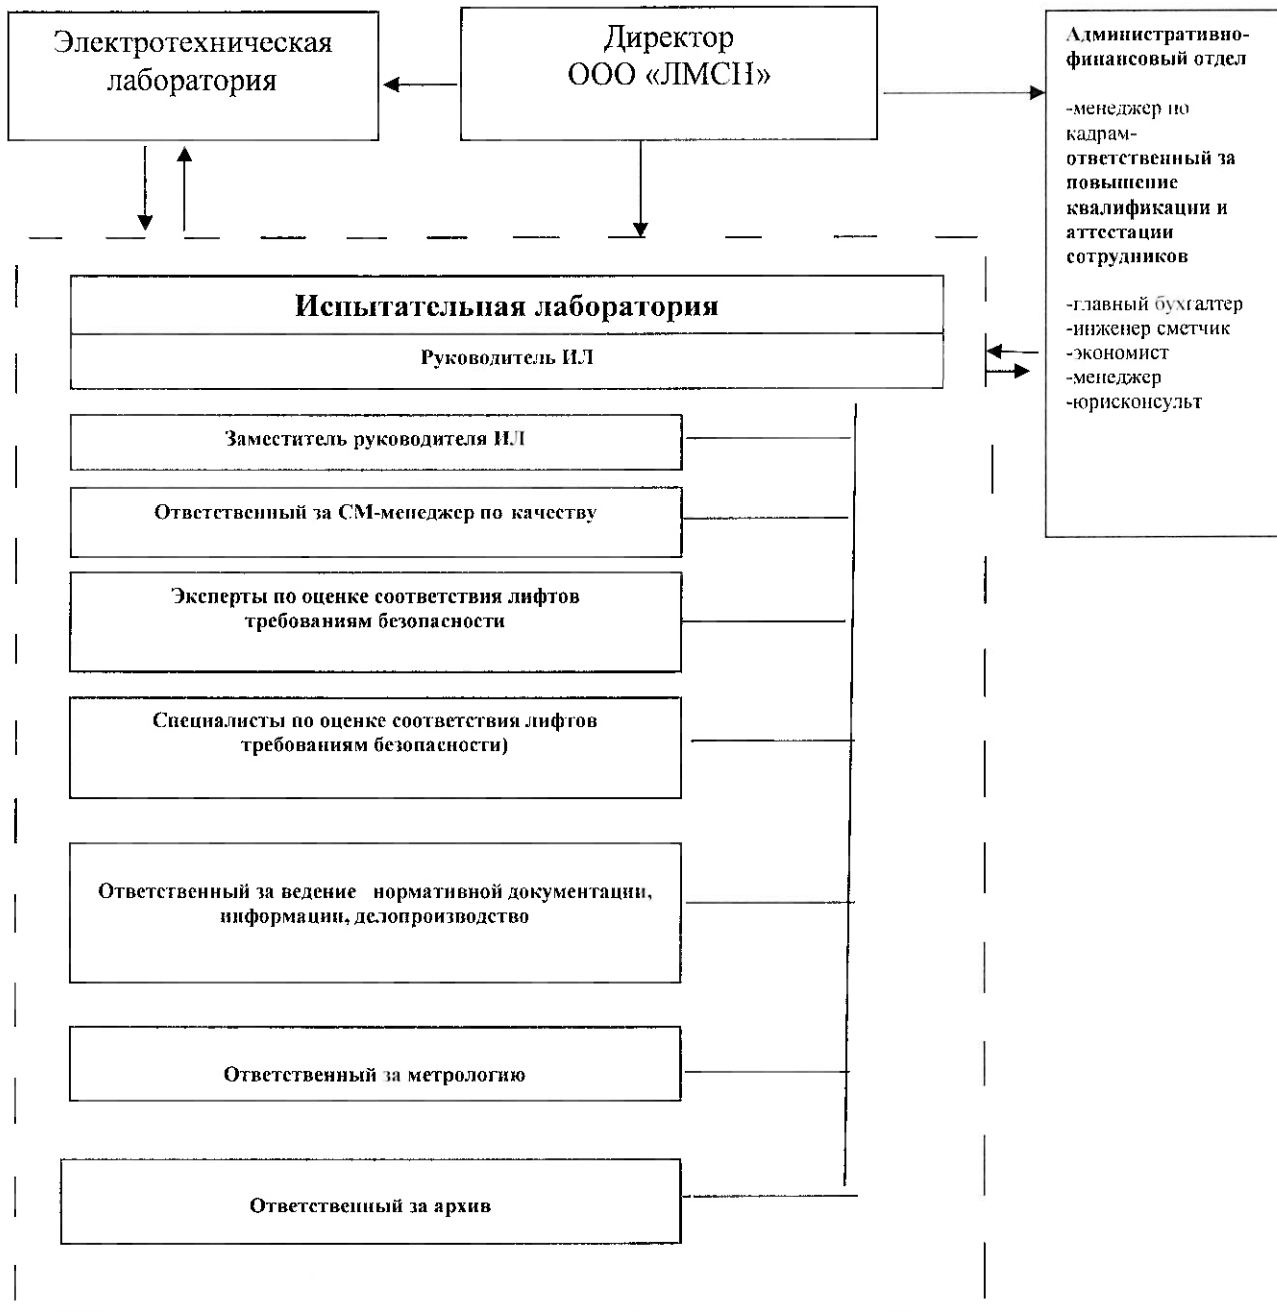 Электротехническая
лаборатория
Директор
ООО «ЛМСН»
Административно-
финансовый отдел
-менеджер по
кадрам-
ответственный за
повышение
квалификации и
аттестации
сотрудников
-главный бухгалтер
-инженер сметчик
-экономист
-менеджер
-юрисконсульт
Испытательная лаборатория
Руководитель ИЛ
Заместитель руководителя ИЛ
Ответственный за СМ-менеджер по качеству
Эксперты по оценке соответствия лифтов
требованиям безопасности
Специалисты по оценке соответствия лифтов
требованиям безопасности)
Ответственный за ведение нормативной документации,
информации, делопроизводство
Ответственный за метрологию
Ответственный за архив